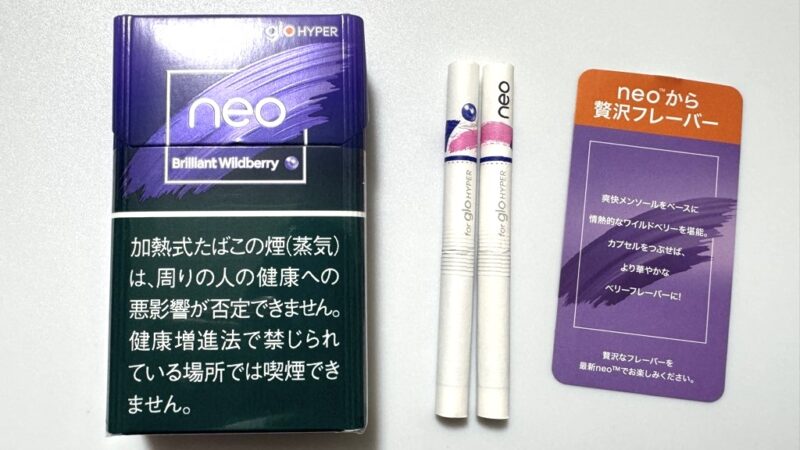 glo HYPER
neo
Brilliant Wildberry
加熱式たばこの煙(蒸気)
は、周りの人の健康への
悪影響が否定できません。
健康増進法で禁じられ
ている場所では喫煙でき
ません。
for glo HYPER
neo
for glo HYPER
neo™から
贅沢フレーバー
爽快メンソールをベースに
情熱的なワイルドベリーを堪能。
カプセルをつぶせば、
より華やかな
ベリーフレーバーに!
贅沢なフレーバーを
最新neo™でお楽しみください。